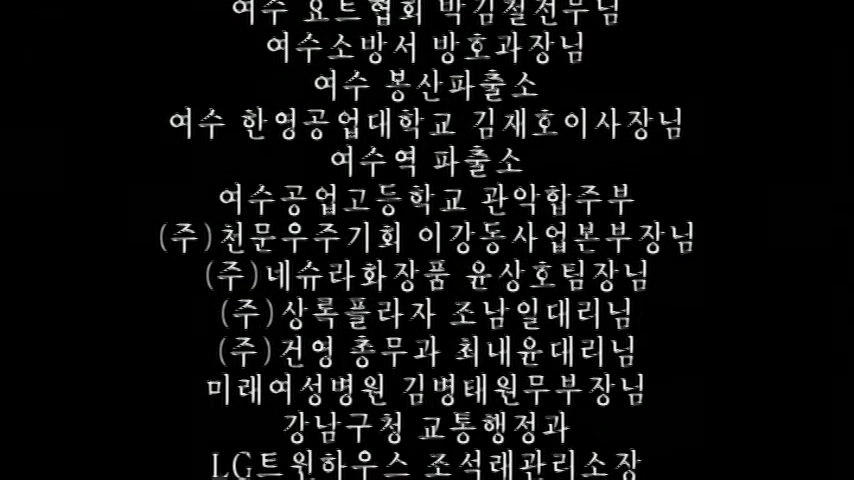 여수 요트협회 박김철전무님
여수소방서 방호과장님
여수 봉산파출소
여수 한영공업대학교 김재호이사장님
여수역 파출소
여수공업고등학교 관악합주부
(주)천문우주기획 이강동사업본부장님
(주)네슈라화장품 윤상호팀장님
(주)상록플라자 조남일대리님
(주)건영 총무과 최내윤대리님
미래여성병원 김병태원무부장님
강남구청 교통행정과
LG트윈하우스 조석래관리소장